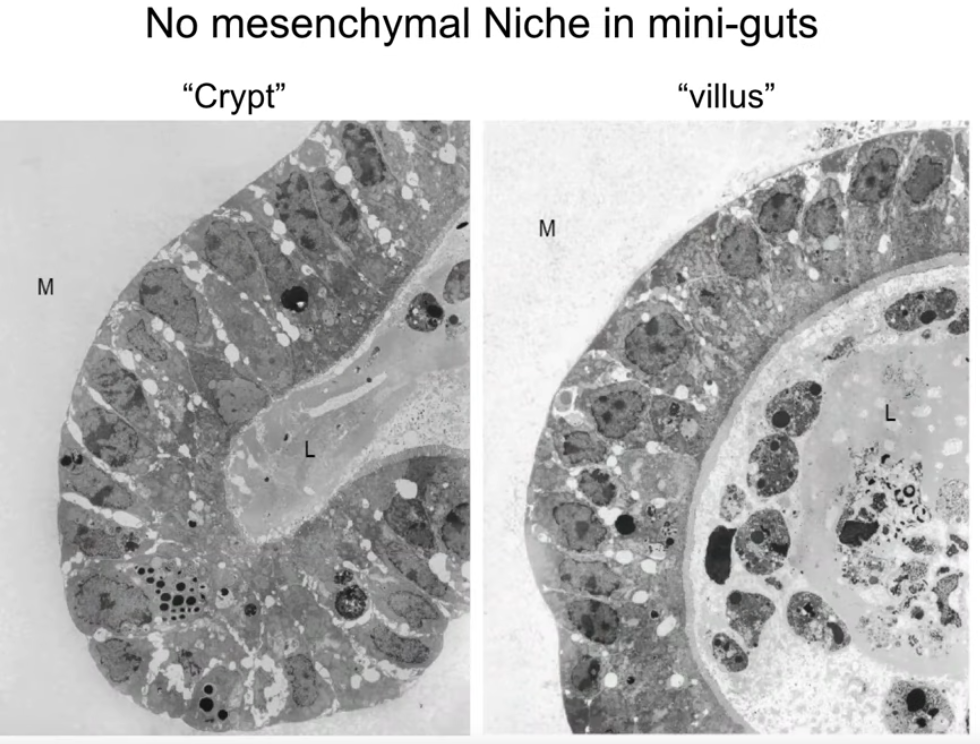 No mesenchymal Niche in mini-guts
“Crypt” “villus”
M
M
L
L